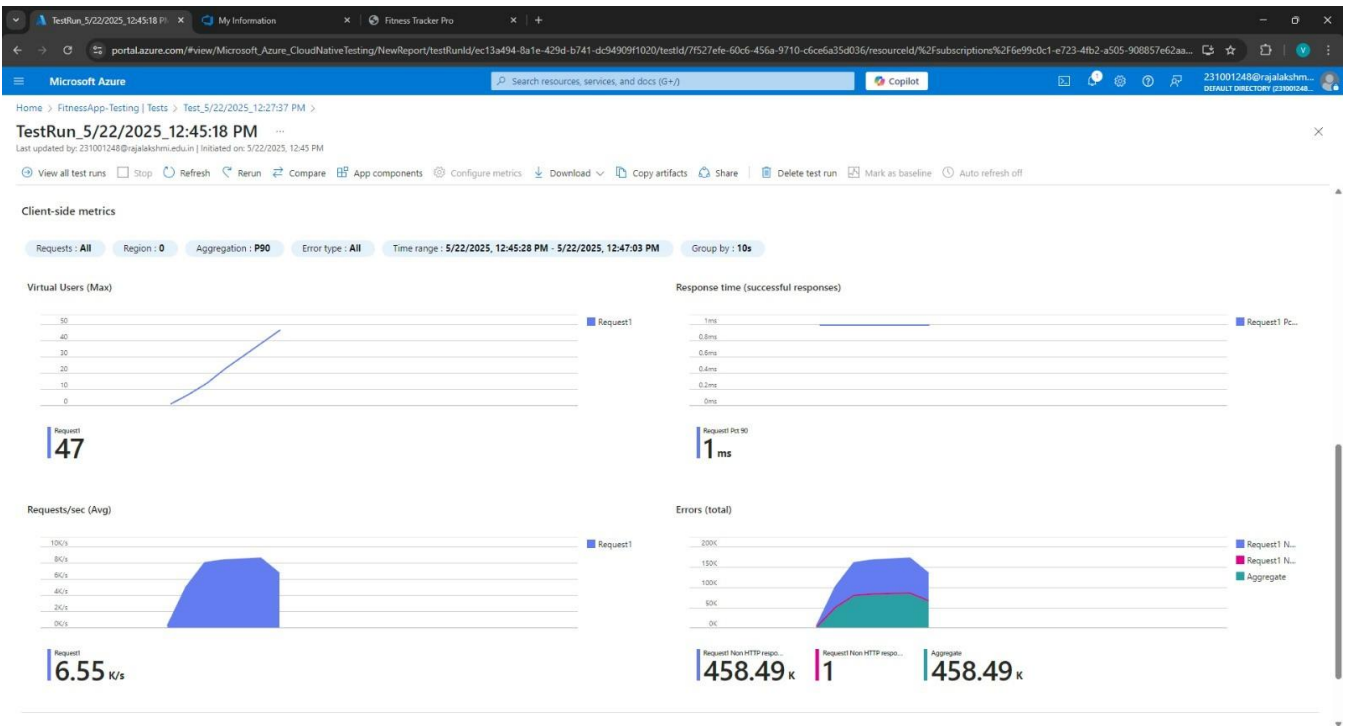 TestRun_5/22/2025_12:45:18 P
My Information
Fitness Tracker Pro
portal.azure.com/#view/Microsoft_Azure_CloudNativeTesting/NewReport/testRunId/ec13a494-8a1e-429d-b741-dc94909f1020/testId/7f527efe-60c6-456a-9710-c6ce6a35d036/resourceId/%2Fsubscriptions%2F6e99c0c1-e723-4fb2-a505-908857e62aa...
V
Microsoft Azure
Search resources, services, and docs (G+/)
Copilot
1
231001248@rajalakshm...
DEFAULT DIRECTORY (231001248...
Home > FitnessApp-Testing | Tests > Test_5/22/2025_12:27:37 PM >
TestRun_5/22/2025_12:45:18 PM ...
Last updated by: 231001248@rajalakshmi.edu.in | Initiated on: 5/22/2025, 12:45 PM
View all test runs Stop Refresh Rerun Compare App components Configure metrics Download Copy artifacts Share Delete test run Mark as baseline Auto refresh off
Client-side metrics
Requests : All Region : 0 Aggregation : P90 Error type : All Time range : 5/22/2025, 12:45:28 PM - 5/22/2025, 12:47:03 PM Group by : 10s
Virtual Users (Max)
50
40
30
20
10
0
Request1
Request1
47
Response time (successful responses)
1ms
0.8ms
0.6ms
0.4ms
0.2ms
0ms
Request1 Pc...
Request1 Pct 90
1 ms
Requests/sec (Avg)
10K/s
8K/s
6K/s
4K/s
2K/s
0K/s
Request1
Request1
6.55 K/s
Errors (total)
200K
150K
100K
50K
0K
Request1 N...
Request1 N...
Aggregate
Request1 Non HTTP respo...
458.49 K
Request1 Non HTTP respo...
1
Aggregate
458.49 K